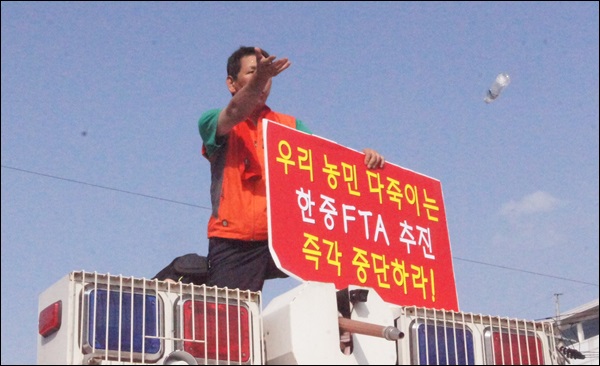 우리 농민 다죽이는
한중FTA 추진
즉각 중단하라!